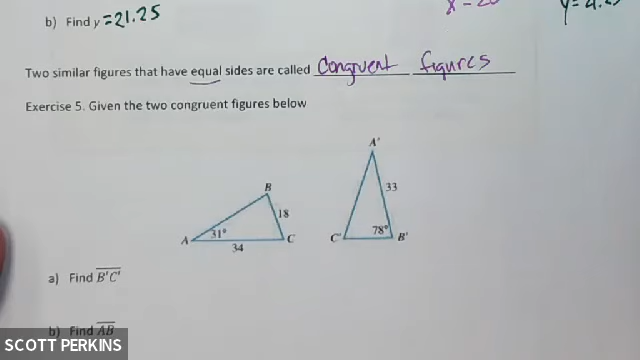 b) Find y = 21.25
Two similar figures that have equal sides are called Congruent figures
Exercise 5. Given the two congruent figures below
A'
B
33
18
31°
78°
A
C
C'
B'
34
a) Find B'C'
b) Find AB
SCOTT PERKINS